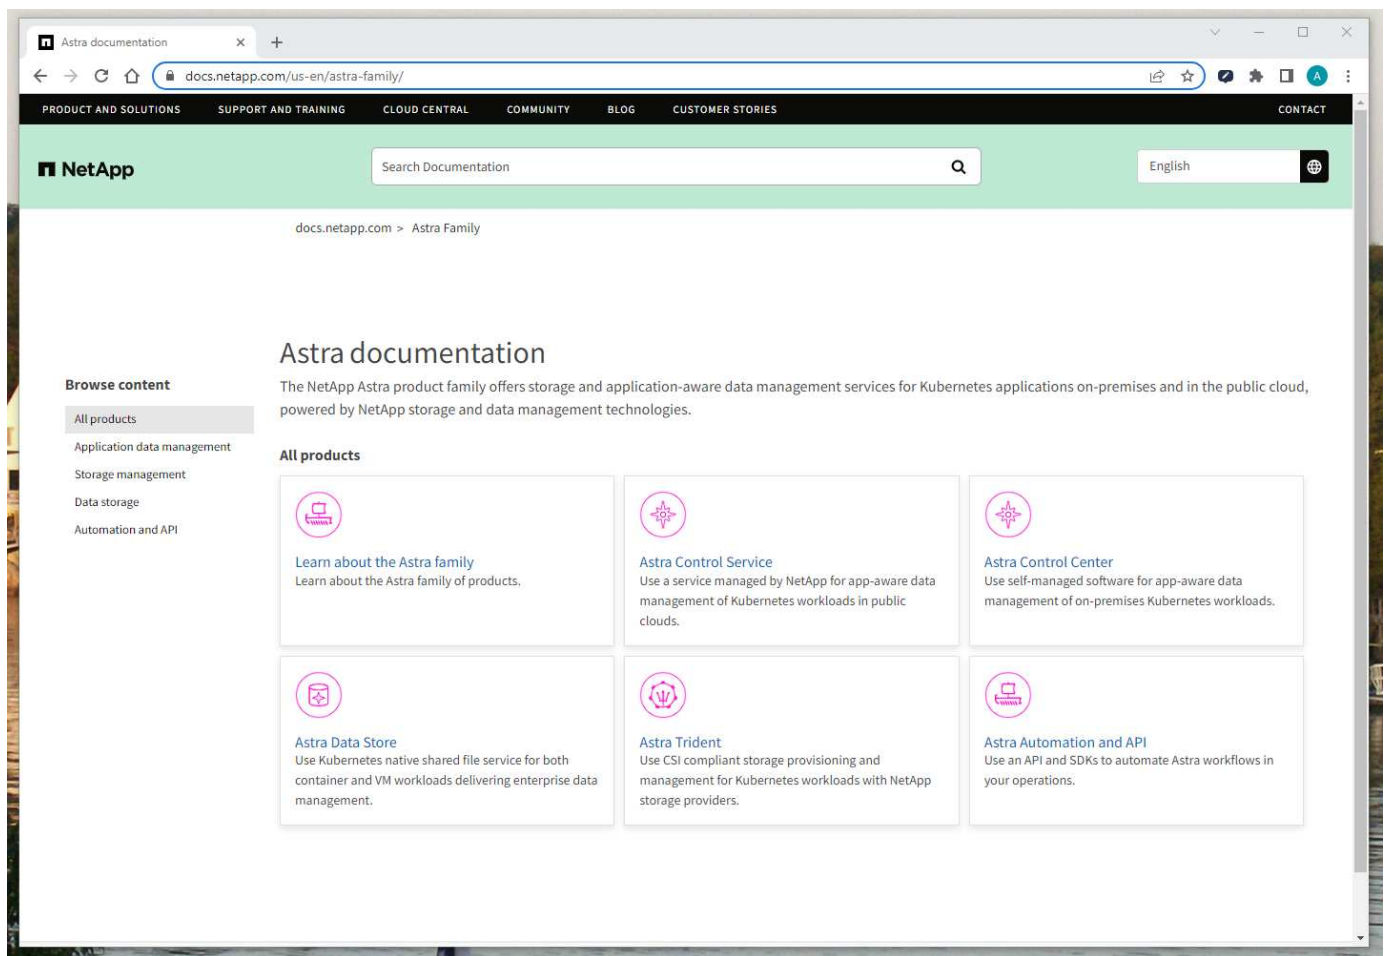 Astra documentation
docs.netapp.com/us-en/astra-family/
A
PRODUCT AND SOLUTIONS SUPPORT AND TRAINING CLOUD CENTRAL COMMUNITY BLOG CUSTOMER STORIES CONTACT
NetApp
Search Documentation
English
docs.netapp.com > Astra Family
Astra documentation
The NetApp Astra product family offers storage and application-aware data management services for Kubernetes applications on-premises and in the public cloud,
powered by NetApp storage and data management technologies.
Browse content
All products
Application data management
Storage management
Data storage
Automation and API
All products
Learn about the Astra family
Learn about the Astra family of products.
Astra Control Service
Use a service managed by NetApp for app-aware data
management of Kubernetes workloads in public
clouds.
Astra Control Center
Use self-managed software for app-aware data
management of on-premises Kubernetes workloads.
Astra Data Store
Use Kubernetes native shared file service for both
container and VM workloads delivering enterprise data
management.
Astra Trident
Use CSI compliant storage provisioning and
management for Kubernetes workloads with NetApp
storage providers.
Astra Automation and API
Use an API and SDKs to automate Astra workflows in
your operations.